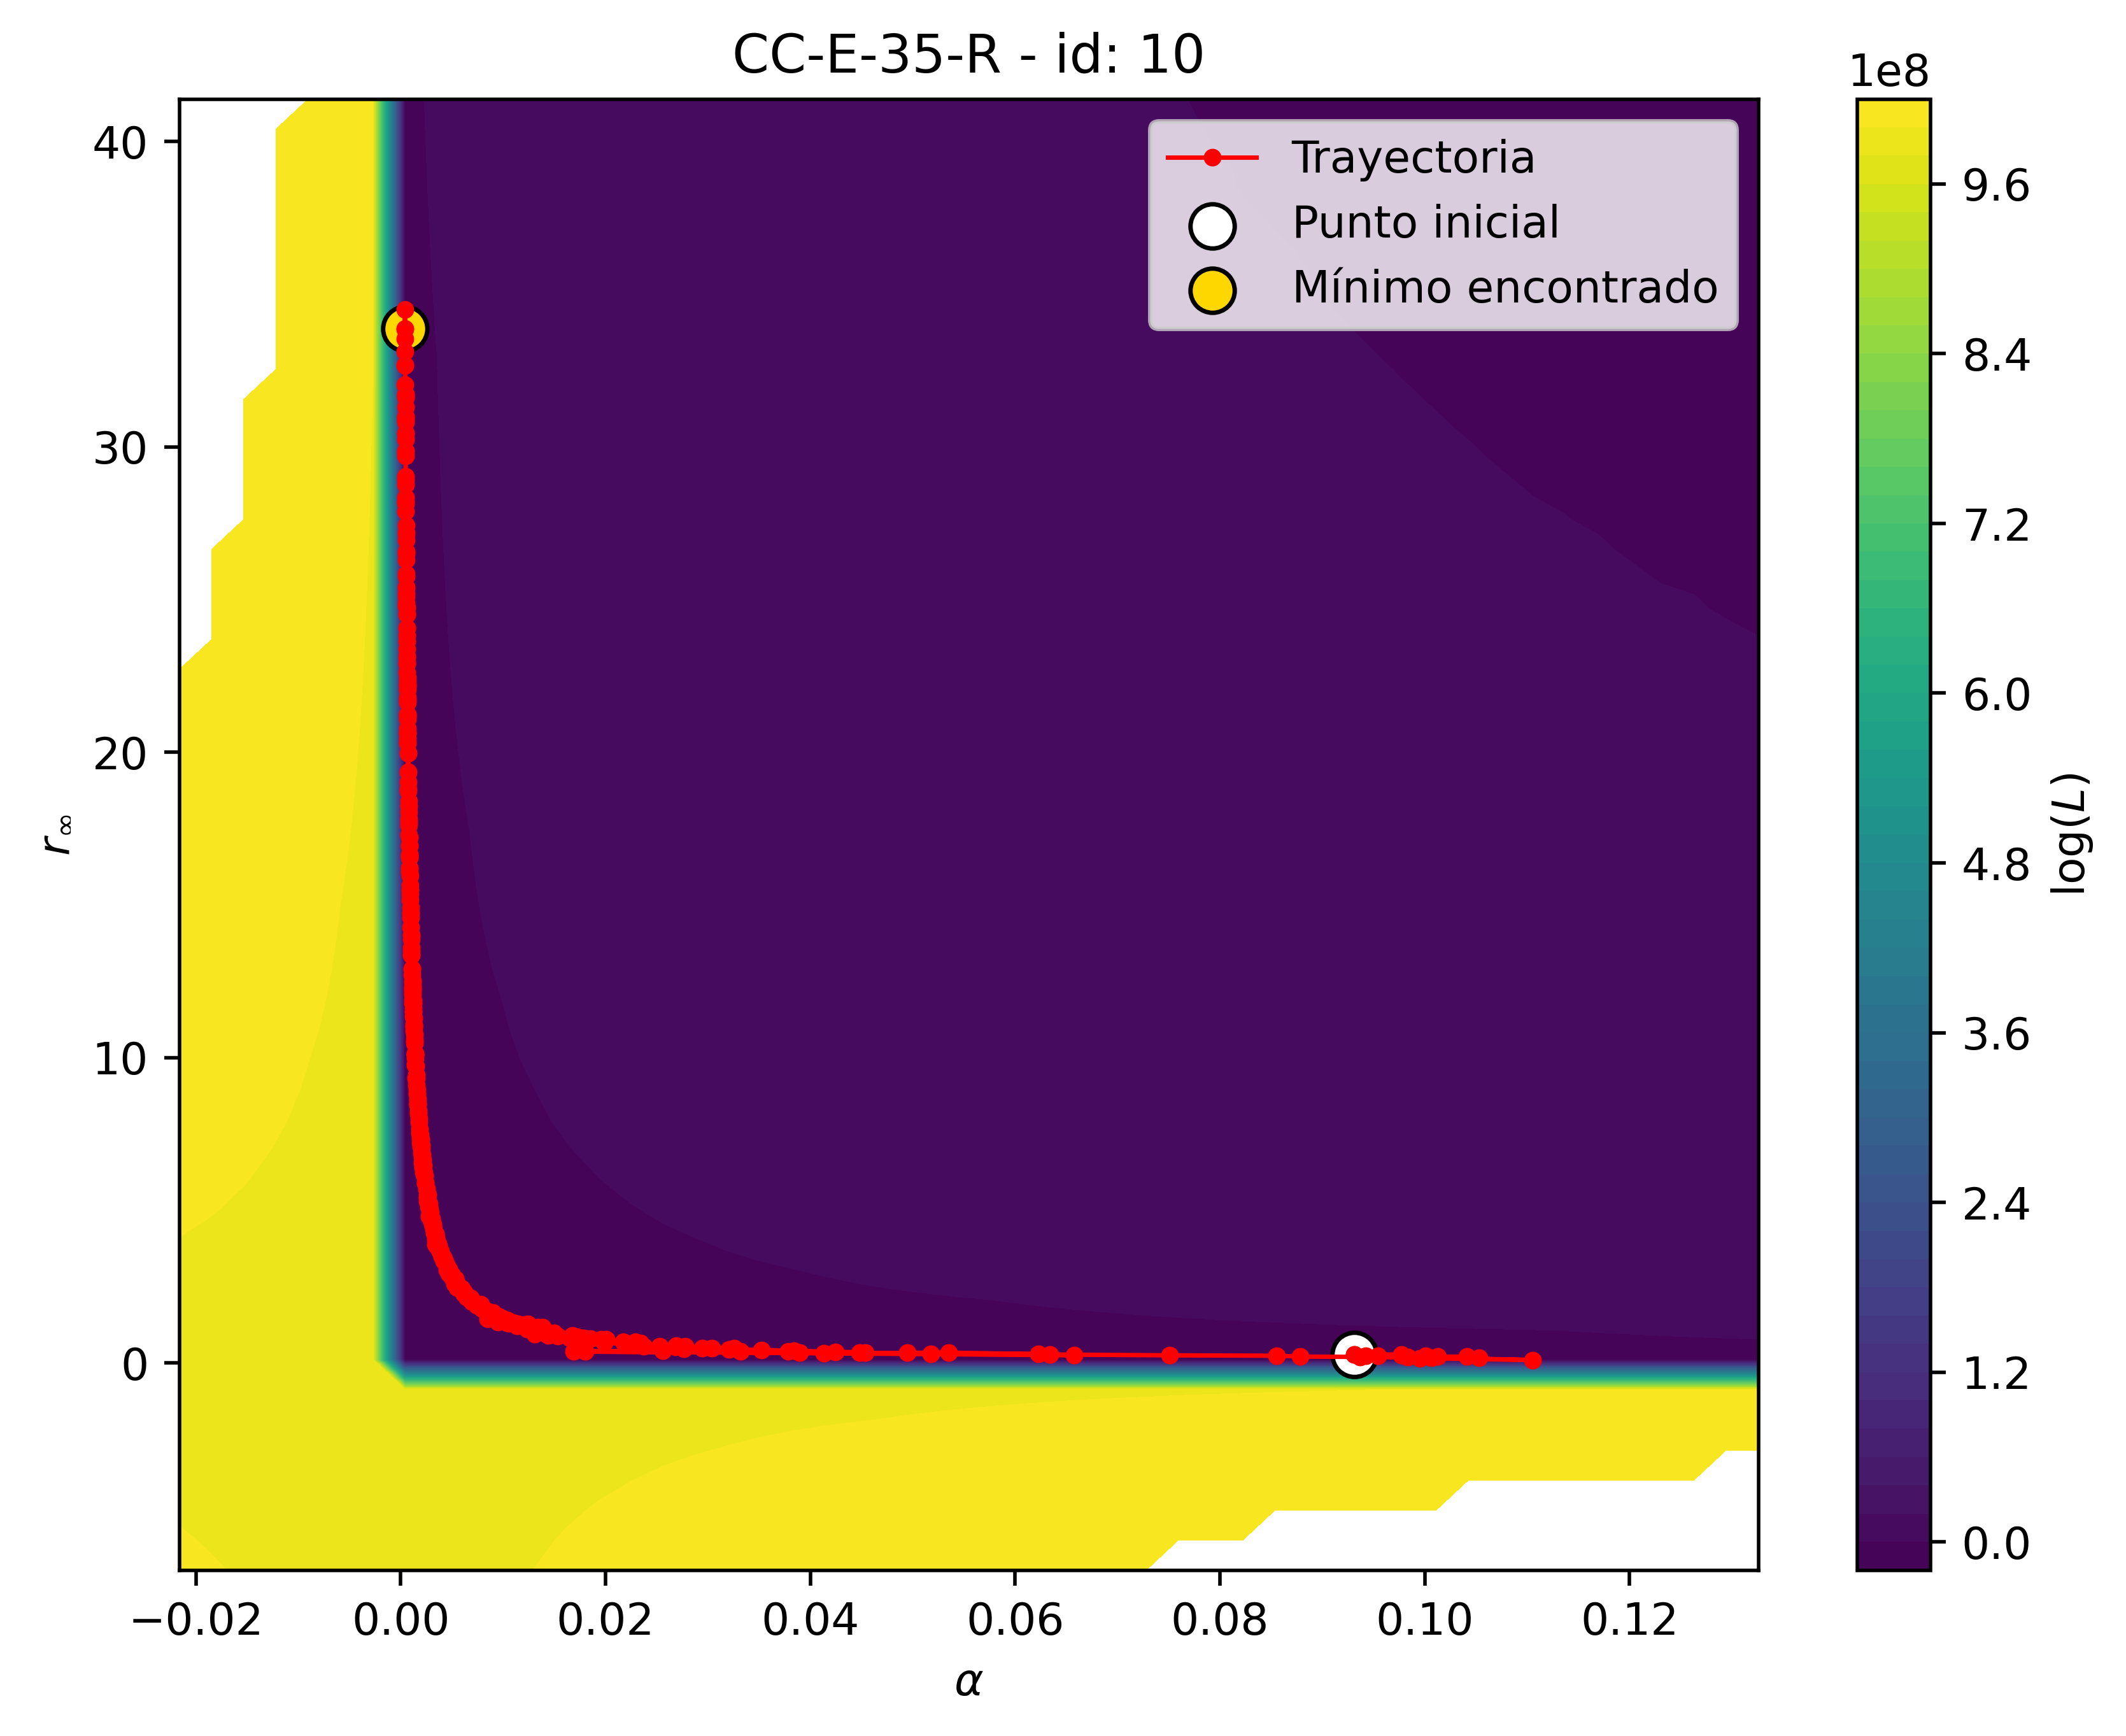 CC-E-35-R - id: 10
1e8
Trayectoria
Punto inicial
Mínimo encontrado
40
30
20
10
0
r∞
−0.02
0.00
0.02
0.04
0.06
0.08
0.10
0.12
α
9.6
8.4
7.2
6.0
4.8
3.6
2.4
1.2
0.0
log(L)